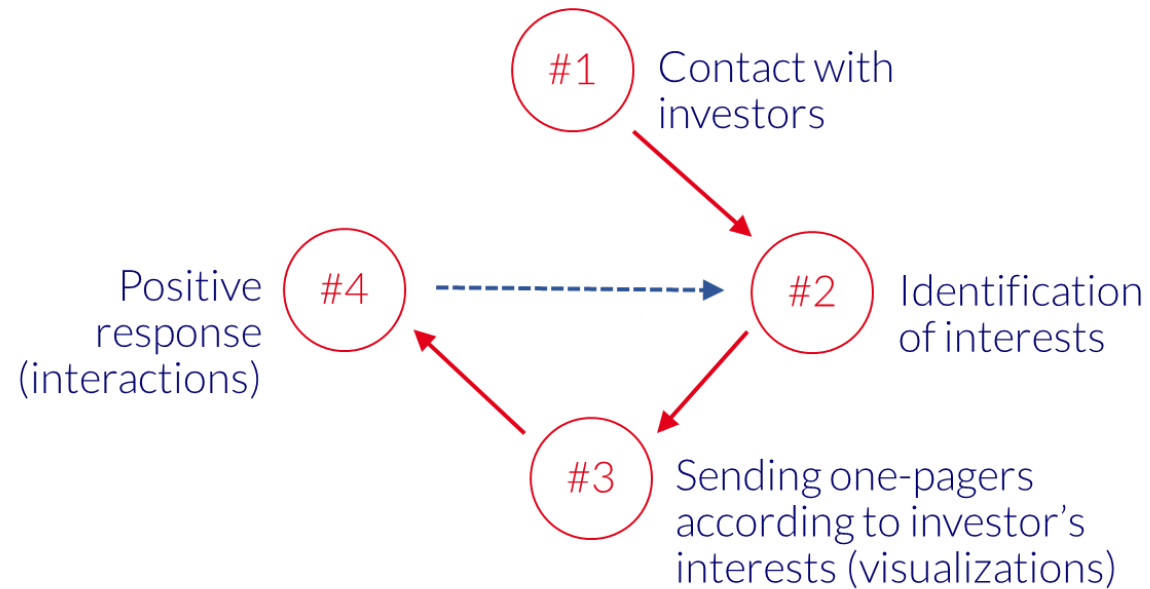 #1
Contact with
investors
#2
Identification
of interests
#3
Sending one-pagers
according to investor’s
interests (visualizations)
#4
Positive
response
(interactions)